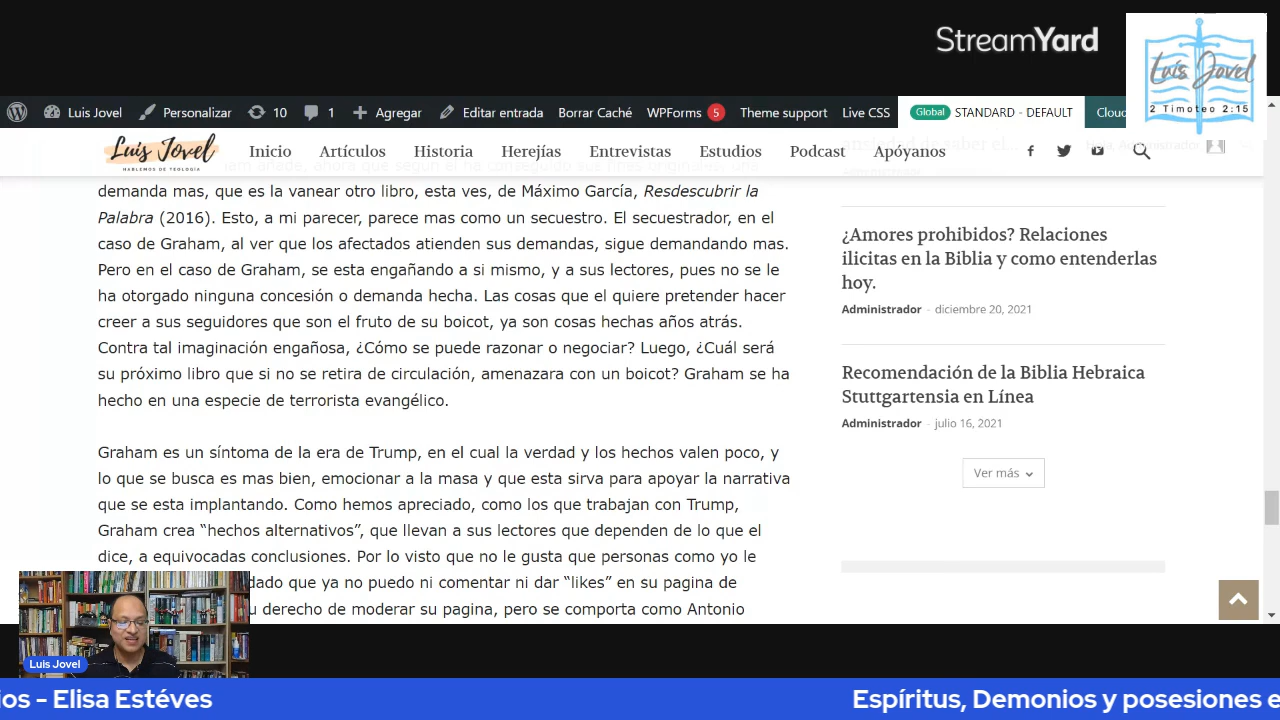 StreamYard
Luis Jovel
2 Timoteo 2:15
Luis Jovel Personalizar 10 1 Agregar Editar entrada Borrar Caché WPForms 5 Theme support Live CSS Global STANDARD - DEFAULT Cloud
Luis Jovel
HABLEMOS DE TEOLOGÍA
Inicio Artículos Historia Herejías Entrevistas Estudios Podcast Apóyanos
demanda mas, que es la vanear otro libro, esta ves, de Máximo García, Resdescubrir la
Palabra (2016). Esto, a mi parecer, parece mas como un secuestro. El secuestrador, en el
caso de Graham, al ver que los afectados atienden sus demandas, sigue demandando mas.
Pero en el caso de Graham, se esta engañando a si mismo, y a sus lectores, pues no se le
ha otorgado ninguna concesión o demanda hecha. Las cosas que el quiere pretender hacer
creer a sus seguidores que son el fruto de su boicot, ya son cosas hechas años atrás.
Contra tal imaginación engañosa, ¿Cómo se puede razonar o negociar? Luego, ¿Cuál será
su próximo libro que si no se retira de circulación, amenazara con un boicot? Graham se ha
hecho en una especie de terrorista evangélico.
Graham es un síntoma de la era de Trump, en el cual la verdad y los hechos valen poco, y
lo que se busca es mas bien, emocionar a la masa y que esta sirva para apoyar la narrativa
que se esta implantando. Como hemos apreciado, como los que trabajan con Trump,
Graham crea “hechos alternativos”, que llevan a sus lectores que dependen de lo que el
dice, a equivocadas conclusiones. Por lo visto que no le gusta que personas como yo le
dado que ya no puedo ni comentar ni dar “likes” en su pagina de
u derecho de moderar su pagina, pero se comporta como Antonio
ansiedad de saber el...
Administrador
¿Amores prohibidos? Relaciones
ilicitas en la Biblia y como entenderlas
hoy.
Administrador - diciembre 20, 2021
Recomendación de la Biblia Hebraica
Stuttgartensia en Línea
Administrador - julio 16, 2021
Ver más
Luis Jovel
ios - Elisa Estéves
Espíritus, Demonios y posesiones e